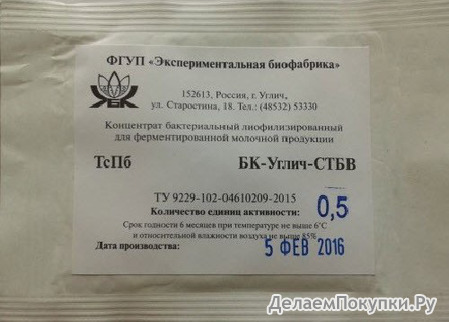 ФГУП «Экспериментальная биофабрика»
БК
152613, Россия, г. Углич,
ул. Старостина, 18. Тел.: (48532) 53330
Концентрат бактериальный лиофилизированный
для ферментированной молочной продукции
ТсПб БК-Углич-СТБВ
ТУ 9229-102-04610209-2015
Количество единиц активности: 0,5
Срок годности 6 месяцев при температуре не выше 6°С
и относительной влажности воздуха не выше 85%
Дата производства: 5 ФЕВ 2016
ДелаемПокупки.Ру